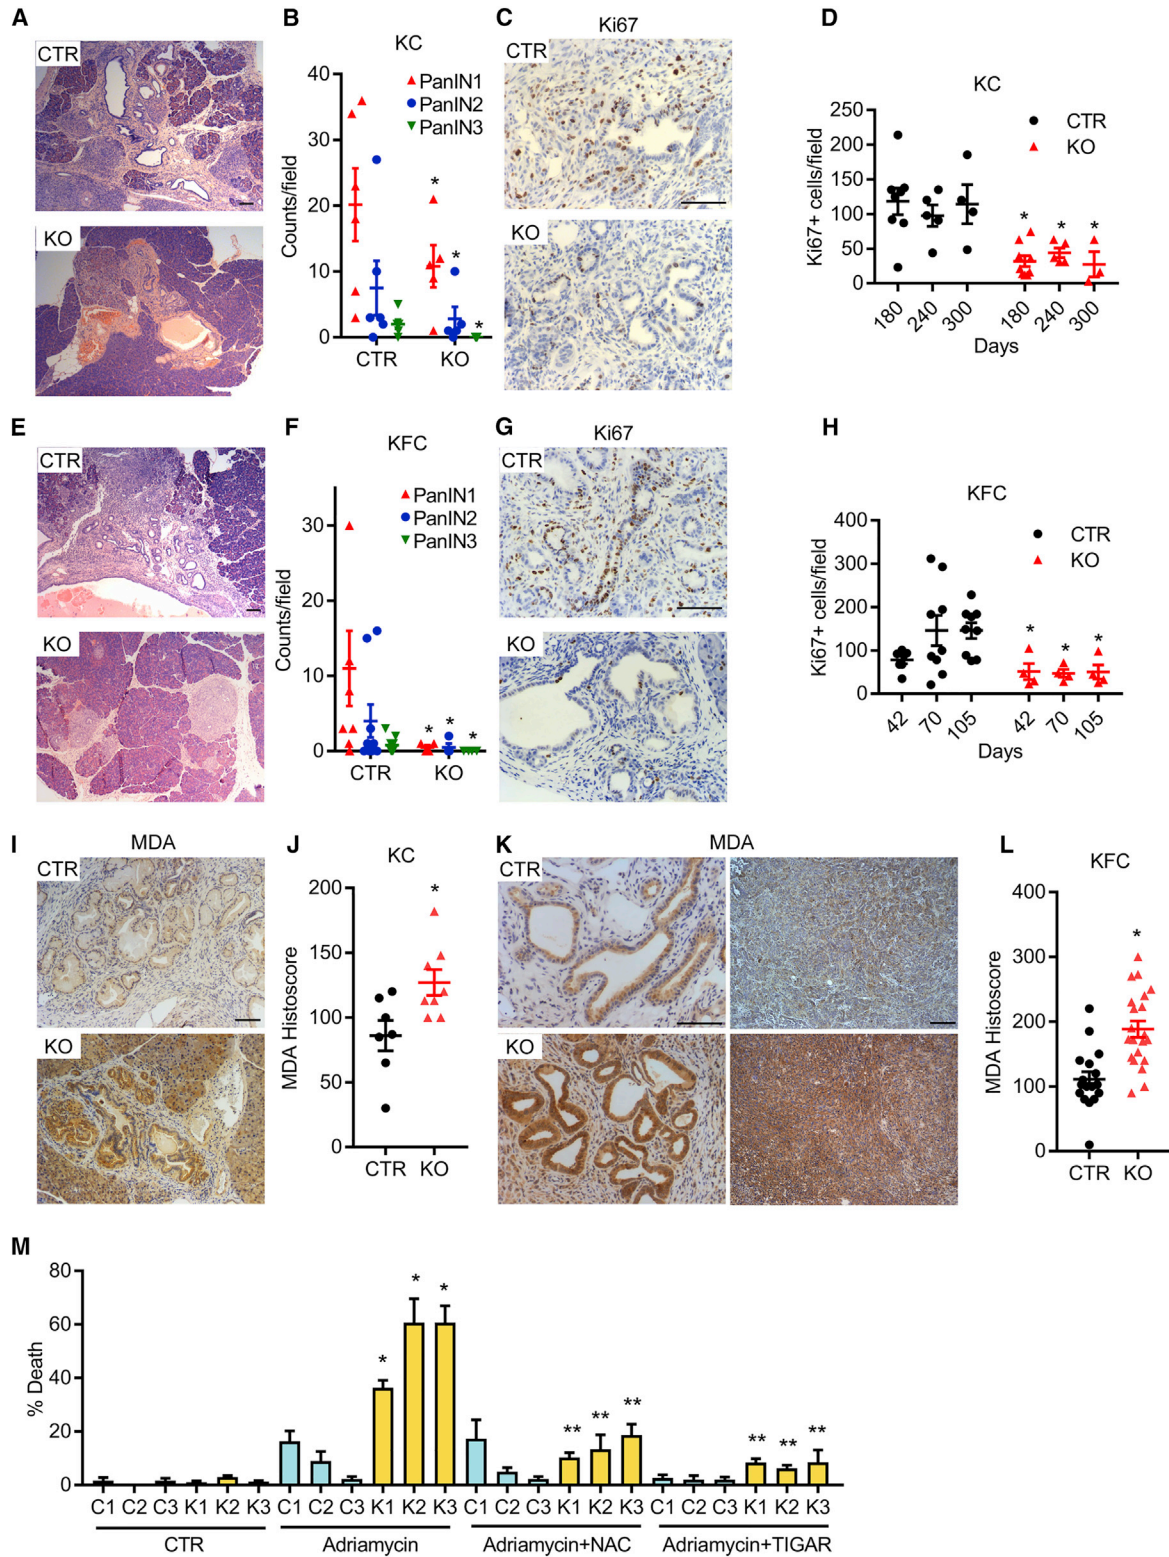 A
CTR
KO
B
KC
PanIN1
PanIN2
PanIN3
Counts/field
40
30
20
10
0
CTR KO
C
Ki67
CTR
KO
D
KC
CTR
KO
Ki67+ cells/field
250
200
150
100
50
0
180 240 300 180 240 300
Days
* * *
E
CTR
KO
F
KFC
PanIN1
PanIN2
PanIN3
Counts/field
30
20
10
0
CTR KO
* * *
G
Ki67
CTR
KO
H
KFC
CTR
KO
Ki67+ cells/field
400
300
200
100
0
42 70 105 42 70 105
Days
* * *
I
MDA
CTR
KO
J
KC
MDA Histoscore
200
150
100
50
0
CTR KO
*
K
MDA
CTR
KO
L
KFC
MDA Histoscore
400
300
200
100
0
CTR KO
*
M
% Death
80
60
40
20
0
* * * ** ** ** ** ** **
C1 C2 C3 K1 K2 K3 C1 C2 C3 K1 K2 K3 C1 C2 C3 K1 K2 K3 C1 C2 C3 K1 K2 K3
CTR Adriamycin Adriamycin+NAC Adriamycin+TIGAR